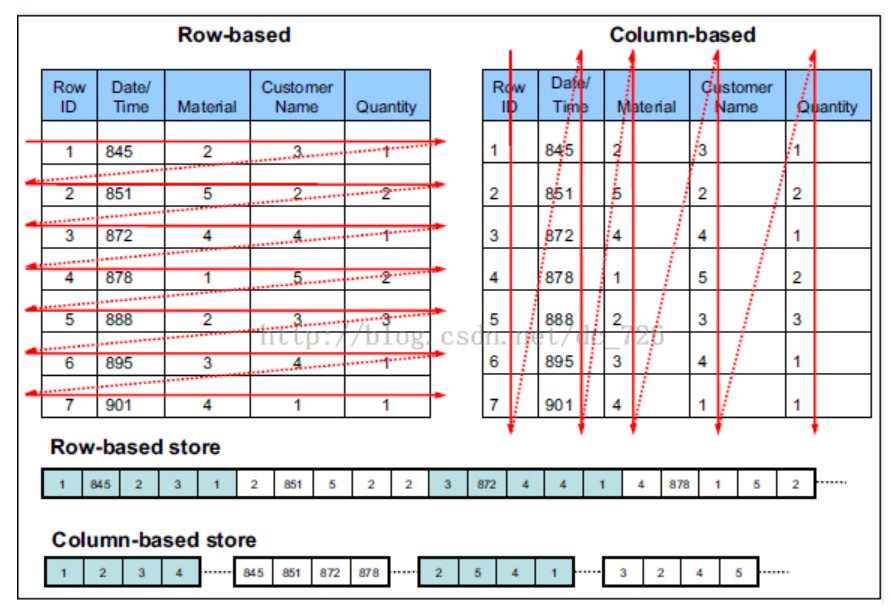 Row-based
Row ID Date/Time Material Customer Name Quantity
1 845 2 3 1
2 851 5 2 2
3 872 4 4 1
4 878 1 5 2
5 888 2 3 3
6 895 3 4 1
7 901 4 1 1
Column-based
Row ID Date/Time Material Customer Name Quantity
1 845 2 3 1
2 851 5 2 2
3 872 4 4 1
4 878 1 5 2
5 888 2 3 3
6 895 3 4 1
7 901 4 1 1
http://blog.csdn.net/dc_726
Row-based store
1 845 2 3 1 2 851 5 2 2 3 872 4 4 1 4 878 1 5 2
Column-based store
1 2 3 4 845 851 872 878 2 5 4 1 3 2 4 5